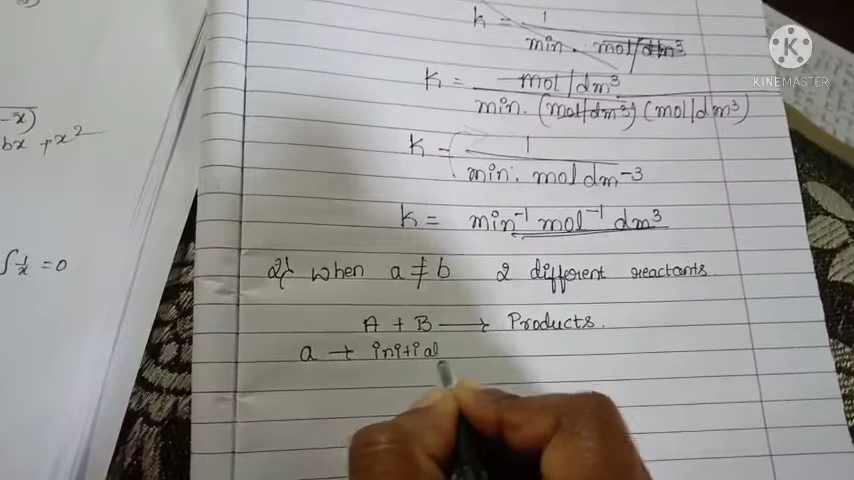 K = 1 / min. mol/dm³
K = mol/dm³ / min. (mol/dm³) (mol/dm³)
K = 1 / min. mol dm⁻³
K = min⁻¹ mol⁻¹ dm³
2} when a ≠ b 2 different reactants
A + B → Products.
a → initial
-x)
bx + x²
∫ 1/x = 0
KINEMASTER